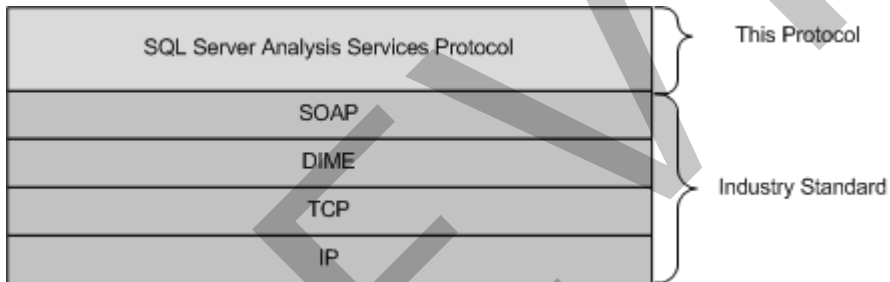 SQL Server Analysis Services Protocol
This Protocol
SOAP
DIME
TCP
IP
Industry Standard